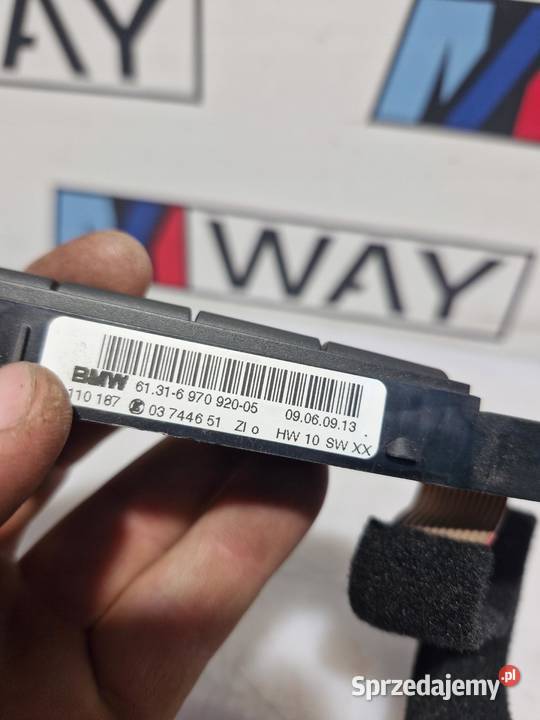 WAY
WAY
BMW 61.31-6 970 920-05 09.06.09.13
110 187 03 7446 51 ZI o HW 10 SW XX
Sprzedajemy.pl